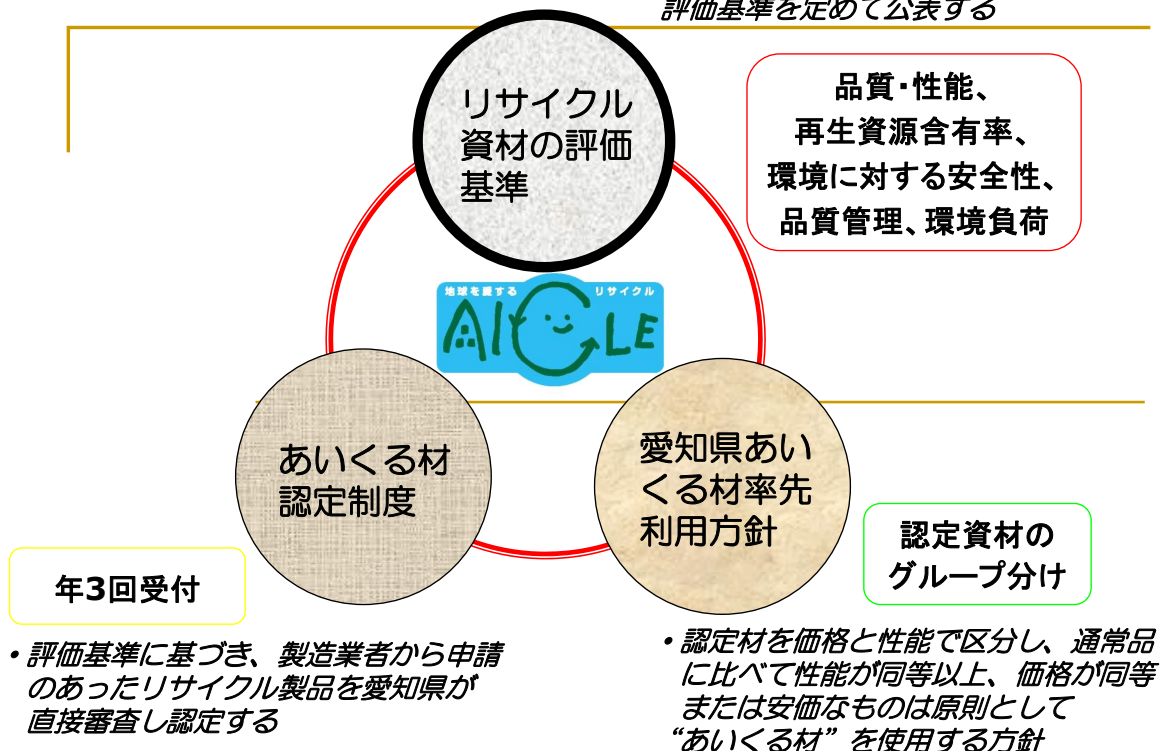 評価基準を定めて公表する
リサイクル
資材の評価
基準
品質・性能、
再生資源含有率、
環境に対する安全性、
品質管理、環境負荷
地球を愛する
リサイクル
AICLE
あいくる材
認定制度
愛知県あい
くる材率先
利用方針
認定資材の
グループ分け
年3回受付
・評価基準に基づき、製造業者から申請
のあったリサイクル製品を愛知県が
直接審査し認定する
・認定材を価格と性能で区分し、通常品
に比べて性能が同等以上、価格が同等
または安価なものは原則として
“あいくる材”を使用する方針